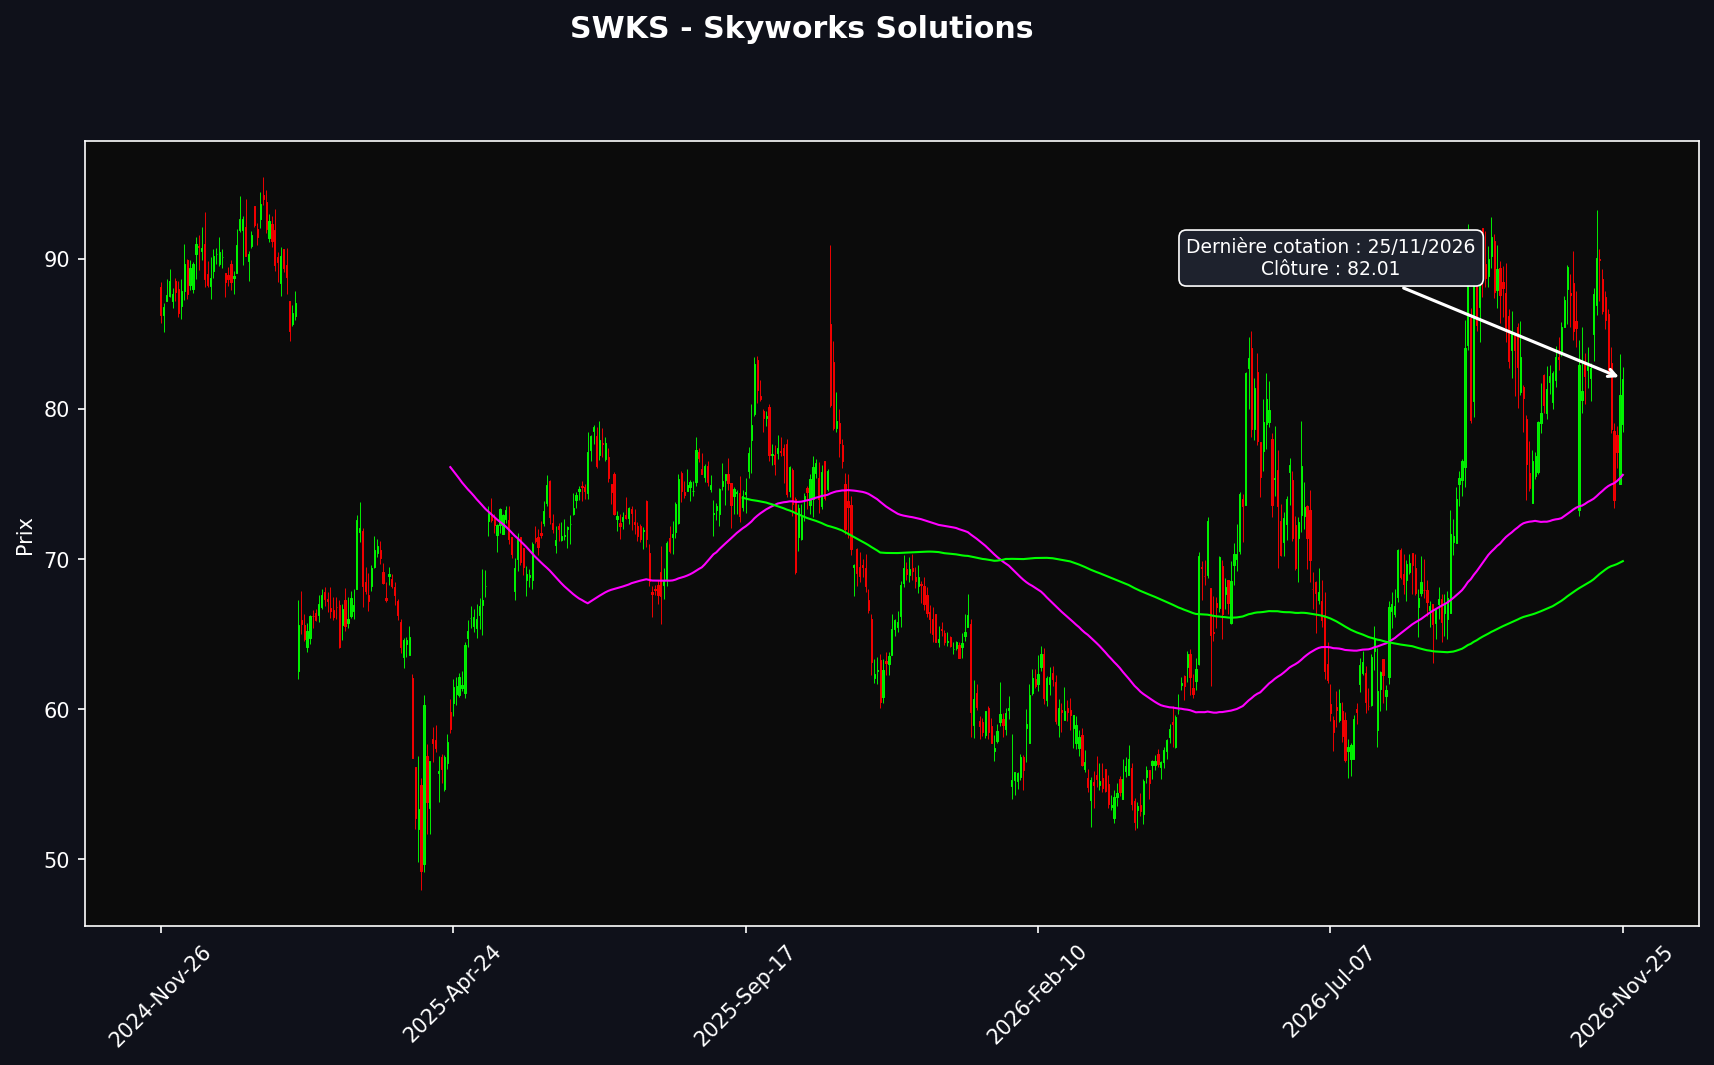 SWKS - Skyworks Solutions
Dernière cotation : 25/11/2026
Clôture : 82.01
Prix
90
80
70
60
50
2024-Nov-26
2025-Apr-24
2025-Sep-17
2026-Feb-10
2026-Jul-07
2026-Nov-25